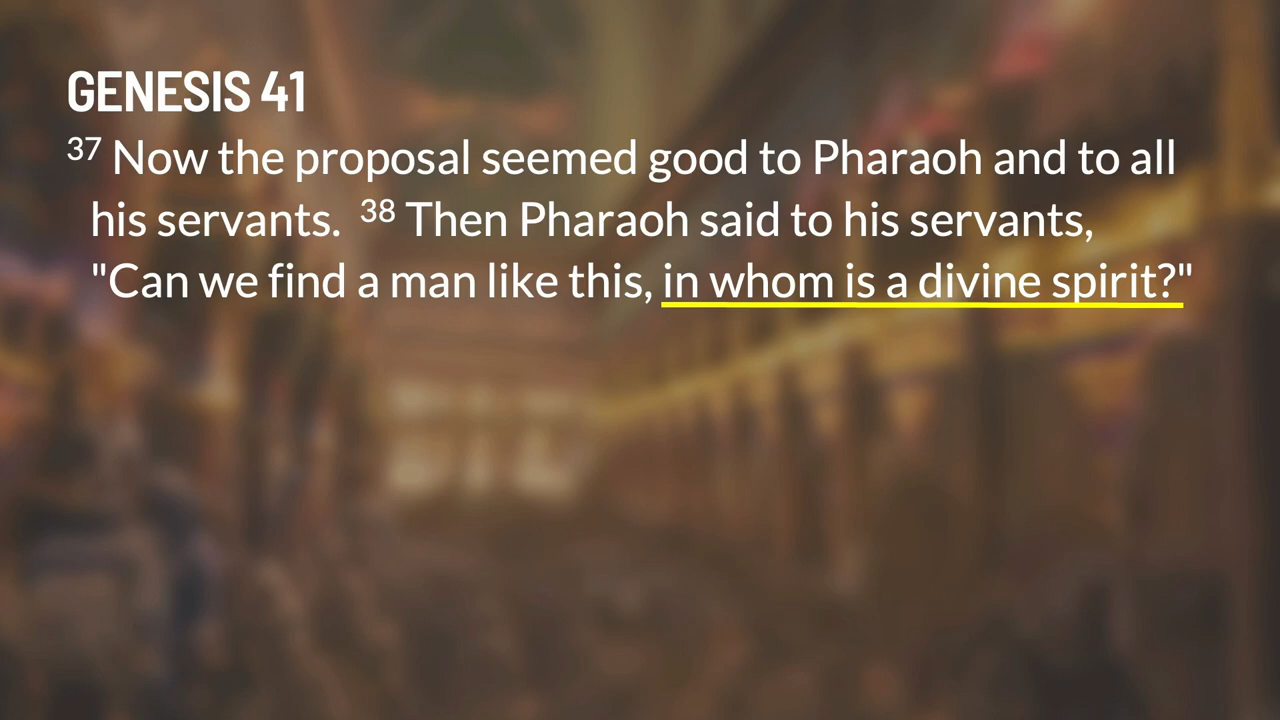 GENESIS 41
37 Now the proposal seemed good to Pharaoh and to all
his servants. 38 Then Pharaoh said to his servants,
"Can we find a man like this, in whom is a divine spirit?"